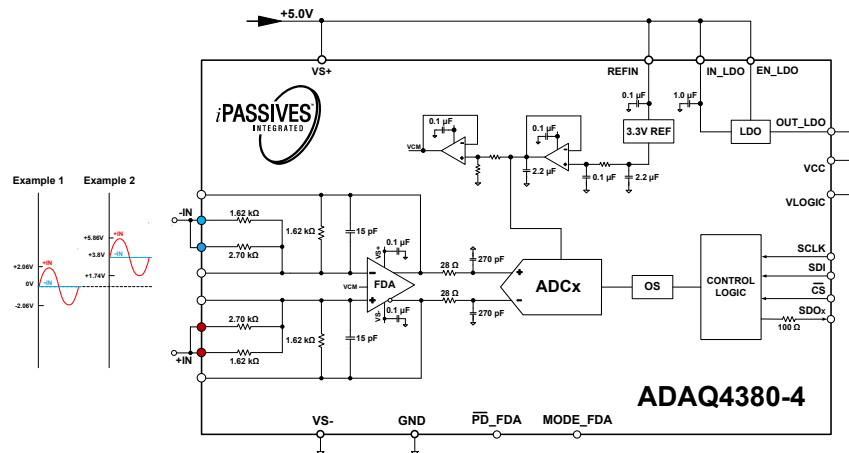 +5.0V
VS+
REFIN
IN_LDO
EN_LDO
iPASSIVES™
INTEGRATED
0.1 µF
0.1 µF
0.1 µF
1.0 µF
OUT_LDO
3.3V REF
LDO
VCM
2.2 µF
0.1 µF
2.2 µF
VCC
VLOGIC
Example 1
Example 2
+5.86V
+IN
+3.8V
-IN
+1.74V
+2.06V
+IN
0V
-IN
-2.06V
-IN
1.62 kΩ
2.70 kΩ
1.62 kΩ
15 pF
VS+
0.1 µF
FDA
VCM
VS-
0.1 µF
28 Ω
270 pF
28 Ω
270 pF
ADCx
OS
CONTROL
LOGIC
SCLK
SDI
CS
SDOx
100 Ω
2.70 kΩ
1.62 kΩ
1.62 kΩ
15 pF
+IN
ADAQ4380-4
VS-
GND
PD_FDA
MODE_FDA